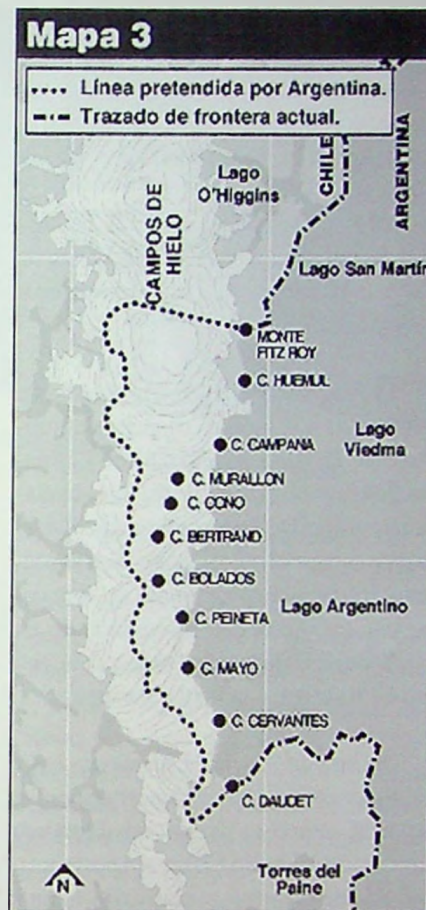 Mapa 3
Línea pretendida por Argentina.
Trazado de frontera actual.
CHILE
ARGENTINA
Lago
O'Higgins
CAMPOS DE
HIELO
Lago San Martín
MONTE
FITZ ROY
C. HUEMUL
C. CAMPANA
Lago
Viedma
C. MURALLON
C. CONO
C. BERTRAND
C. BOLADOS
Lago Argentino
C. PEINETA
C. MAYO
C. CERVANTES
C. DAUDET
Torres del
Paine
N